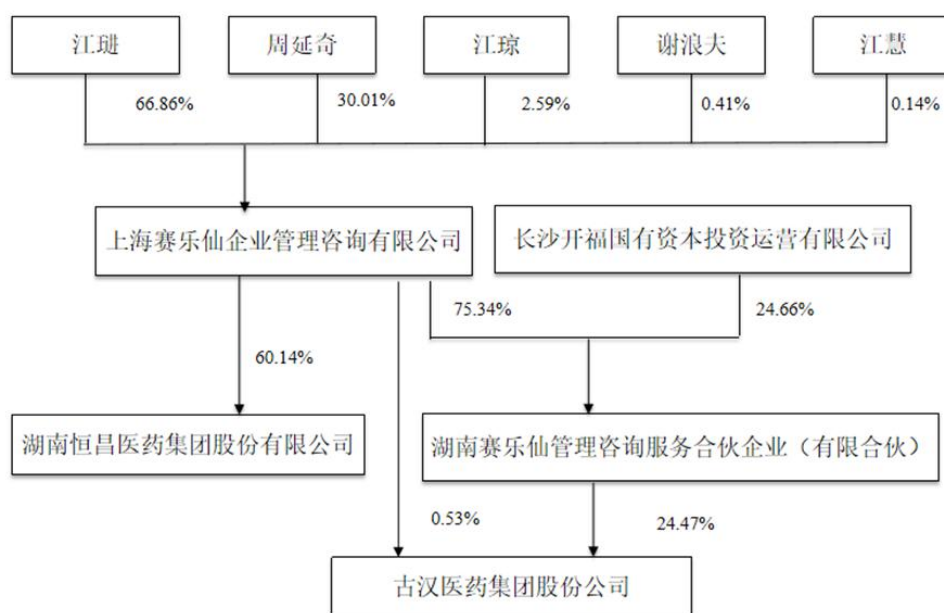 江琎
周延奇
江琼
谢浪夫
江慧
66.86%
30.01%
2.59%
0.41%
0.14%
上海赛乐仙企业管理咨询有限公司
长沙开福国有资本投资运营有限公司
75.34%
24.66%
60.14%
湖南恒昌医药集团股份有限公司
湖南赛乐仙管理咨询服务合伙企业（有限合伙）
0.53%
24.47%
古汉医药集团股份公司